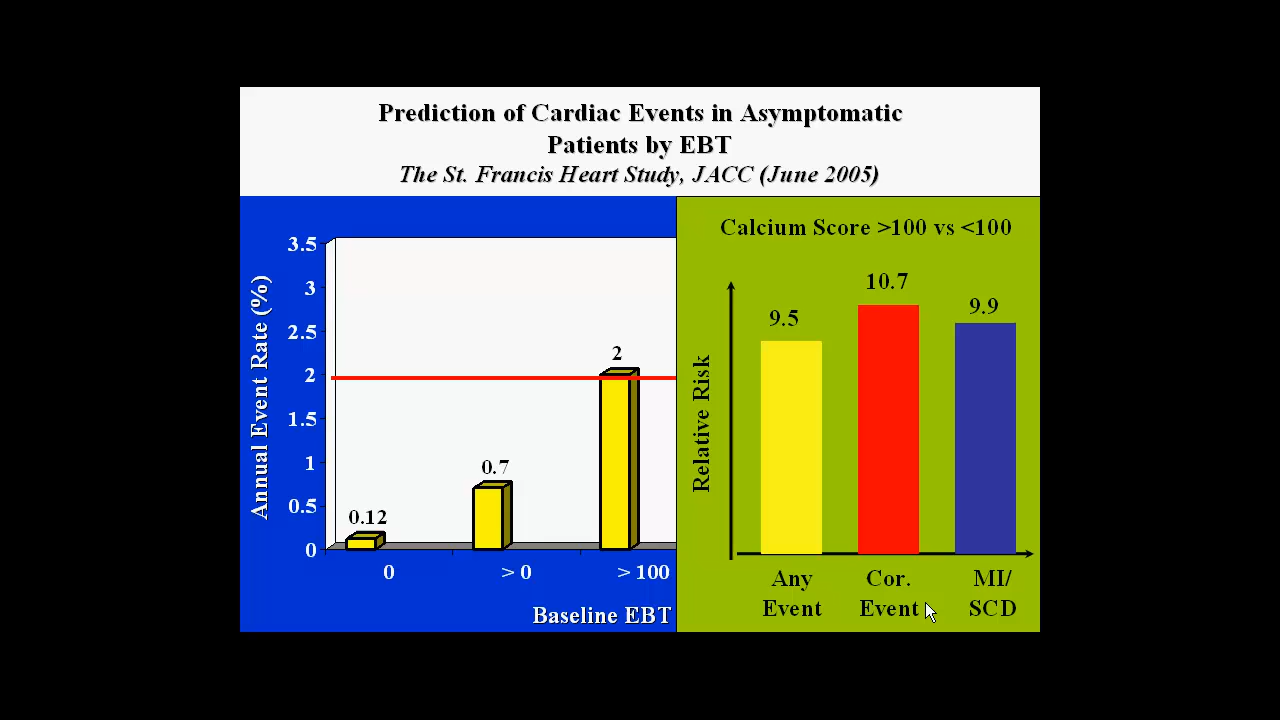 Prediction of Cardiac Events in Asymptomatic
Patients by EBT
The St. Francis Heart Study, JACC (June 2005)
Annual Event Rate (%)
3.5
3
2.5
2
1.5
1
0.5
0
0.12
0.7
2
0
> 0
> 100
Baseline EBT
Calcium Score >100 vs <100
Relative Risk
9.5
10.7
9.9
Any
Event
Cor.
Event
MI/
SCD